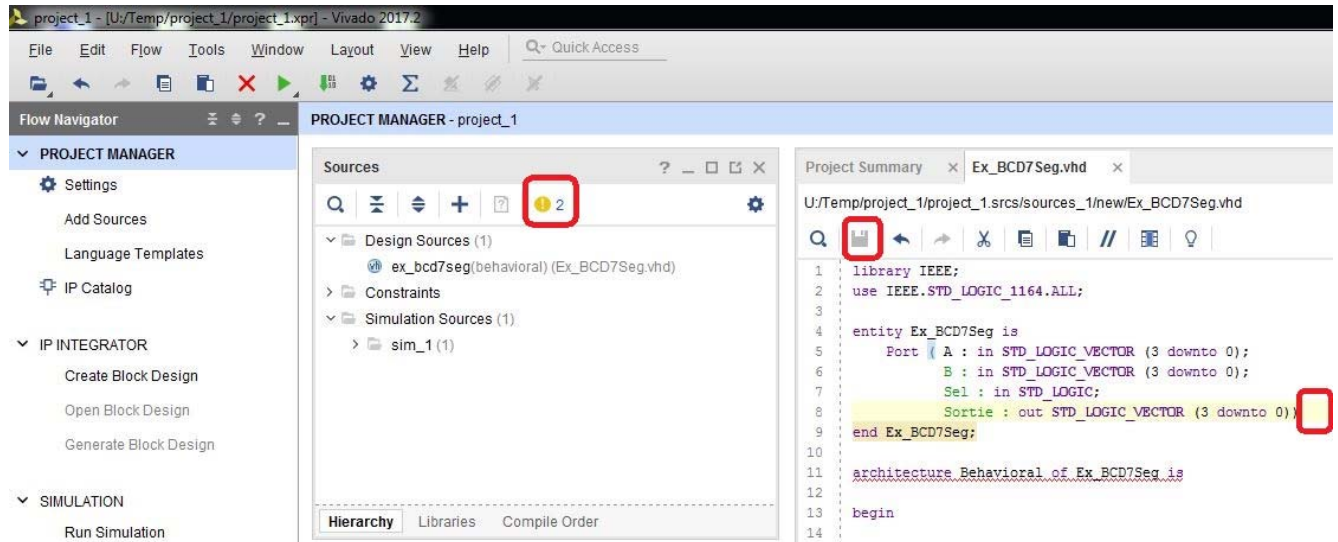 project_1 - [U:/Temp/project_1/project_1.xpr] - Vivado 2017.2
File Edit Flow Tools Window Layout View Help Quick Access
Flow Navigator
PROJECT MANAGER
Settings
Add Sources
Language Templates
IP Catalog
IP INTEGRATOR
Create Block Design
Open Block Design
Generate Block Design
SIMULATION
Run Simulation
PROJECT MANAGER - project_1
Sources
2
Design Sources (1)
ex_bcd7seg(behavioral) (Ex_BCD7Seg.vhd)
Constraints
Simulation Sources (1)
sim_1 (1)
Hierarchy Libraries Compile Order
Project Summary Ex_BCD7Seg.vhd
U:/Temp/project_1/project_1.srcs/sources_1/new/Ex_BCD7Seg.vhd
1 library IEEE;
2 use IEEE.STD_LOGIC_1164.ALL;
3
4 entity Ex_BCD7Seg is
5 Port ( A : in STD_LOGIC_VECTOR (3 downto 0);
6 B : in STD_LOGIC_VECTOR (3 downto 0);
7 Sel : in STD_LOGIC;
8 Sortie : out STD_LOGIC_VECTOR (3 downto 0))
9 end Ex_BCD7Seg;
10
11 architecture Behavioral of Ex_BCD7Seg is
12
13 begin
14